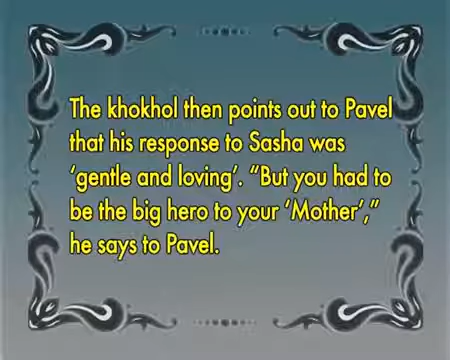 The khokhol then points out to Pavel
that his response to Sasha was
‘gentle and loving’. “But you had to
be the big hero to your ‘Mother’,”
he says to Pavel.